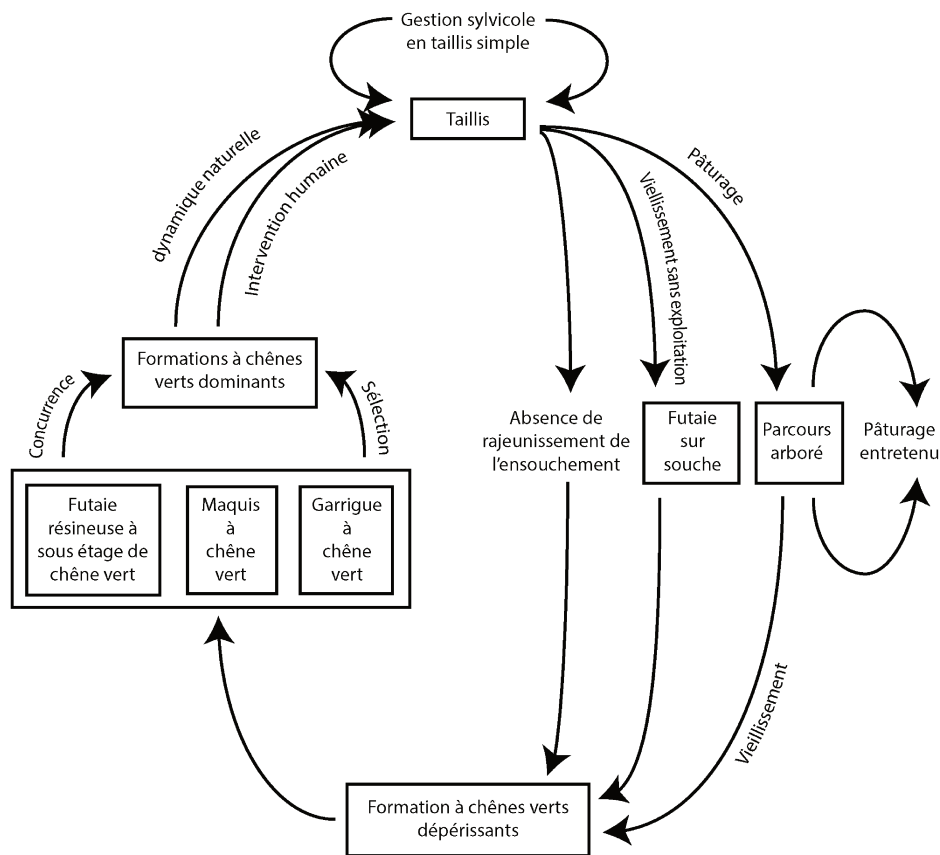 Gestion sylvicole
en taillis simple
Taillis
dynamique naturelle
Intervention humaine
Viellissement sans exploitation
Pâturage
Formations à chênes
verts dominants
Concurrence
Sélection
Absence de
rajeunissement de
l'ensouchement
Futaie
sur
souche
Parcours
arboré
Pâturage
entretenu
Futaie
résineuse à
sous étage de
chêne vert
Maquis
à
chêne
vert
Garrigue
à
chêne
vert
Vieillissement
Formation à chênes verts
dépérissants